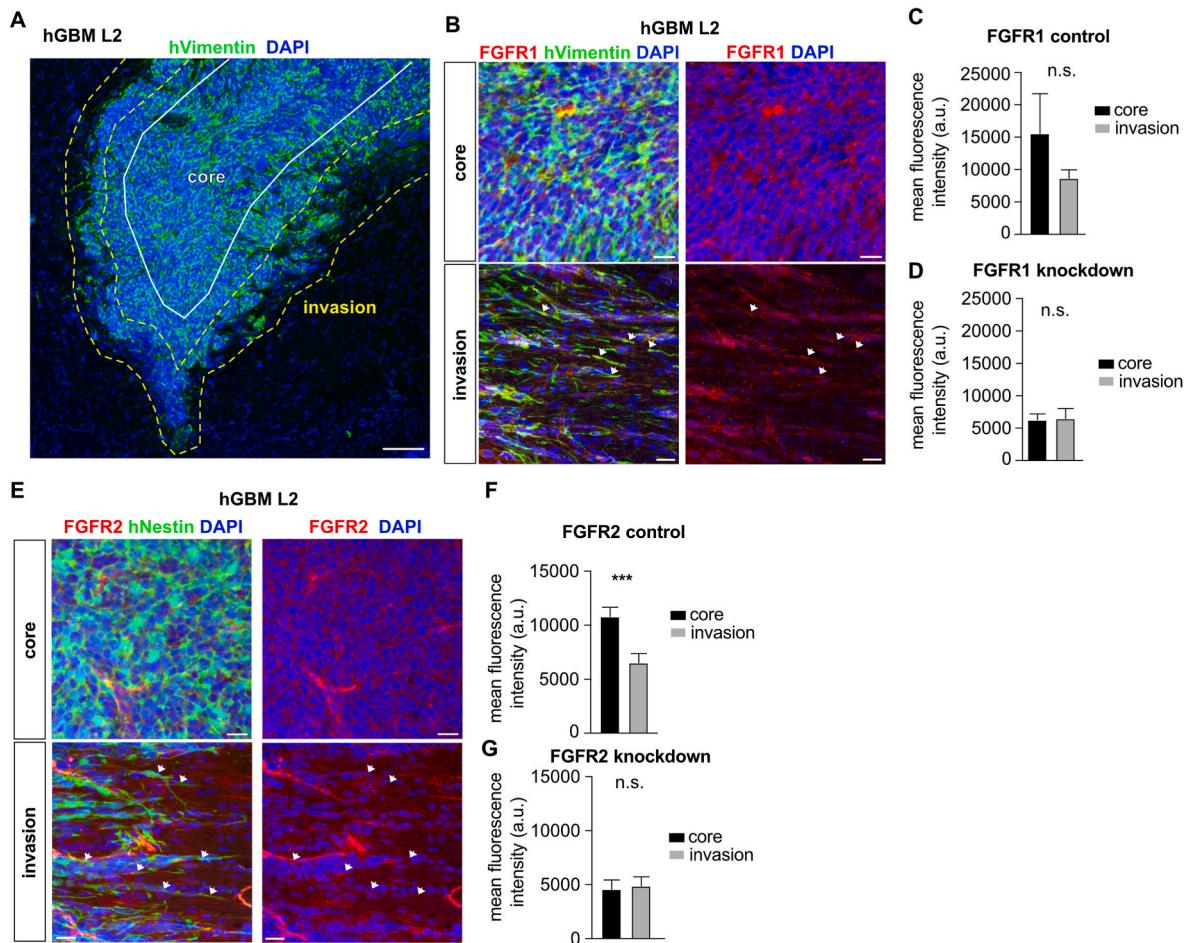 A
hGBM L2
hVimentin DAPI
core
invasion
B
hGBM L2
FGFR1 hVimentin DAPI
FGFR1 DAPI
core
invasion
C
FGFR1 control
mean fluorescence
intensity (a.u.)
25000
20000
15000
10000
5000
0
n.s.
core
invasion
D
FGFR1 knockdown
mean fluorescence
intensity (a.u.)
25000
20000
15000
10000
5000
0
n.s.
core
invasion
E
hGBM L2
FGFR2 hNestin DAPI
FGFR2 DAPI
core
invasion
F
FGFR2 control
mean fluorescence
intensity (a.u.)
15000
10000
5000
0
***
core
invasion
G
FGFR2 knockdown
mean fluorescence
intensity (a.u.)
15000
10000
5000
0
n.s.
core
invasion